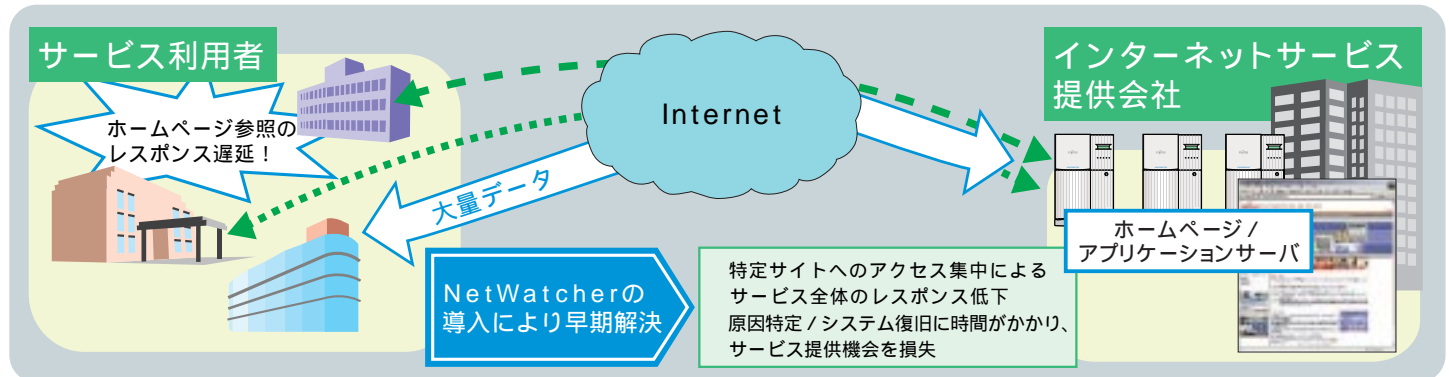 サービス利用者
ホームページ参照の
レスポンス遅延！
Internet
大量データ
インターネットサービス
提供会社
ホームページ /
アプリケーションサーバ
NetWatcherの
導入により早期解決
特定サイトへのアクセス集中による
サービス全体のレスポンス低下
原因特定 / システム復旧に時間がかかり、
サービス提供機会を損失